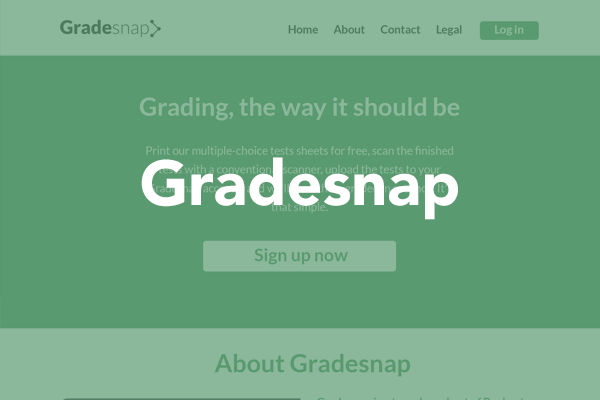 Gradesnap
Home About Contact Legal Log in
Grading, the way it should be
Print our multiple-choice tests sheets for free, scan the finished
with a conventional scanner, upload the tests to your
Gradesnap
that simple.
Sign up now
About Gradesnap